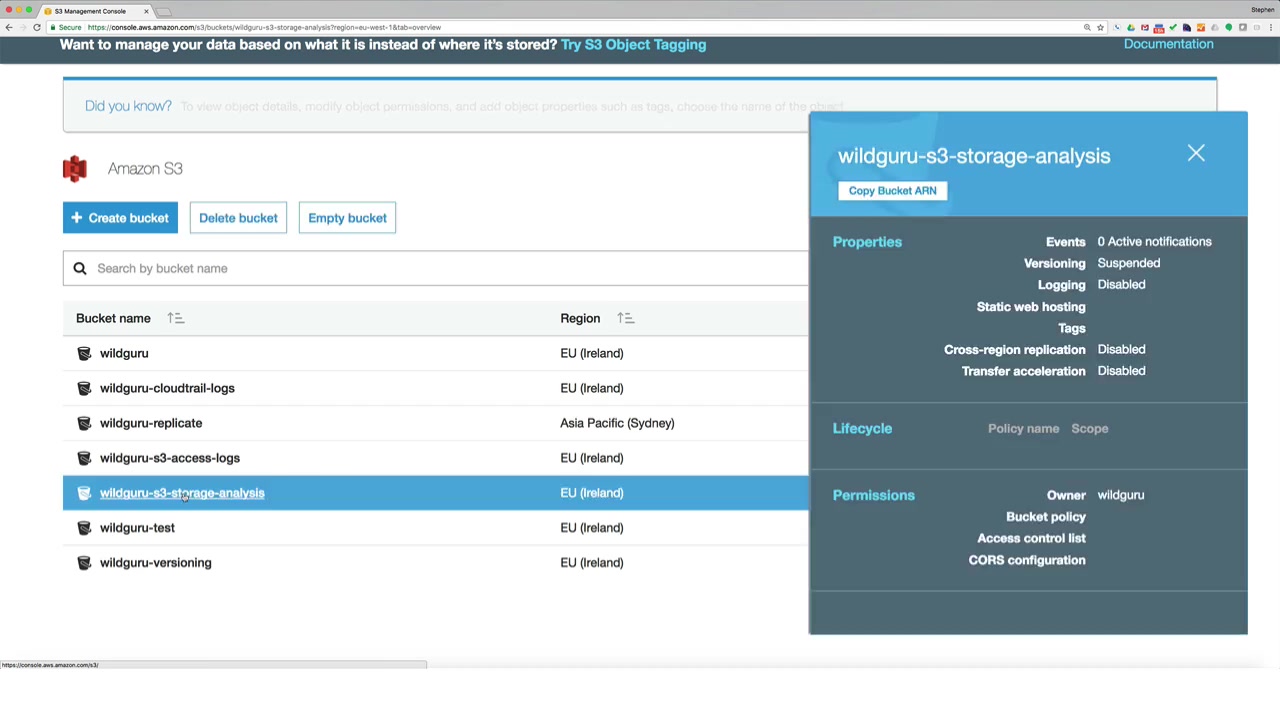 S3 Management Console
Stephen
Secure
https://console.aws.amazon.com/s3/buckets/wildguru-s3-storage-analysis?region=eu-west-1&tab=overview
Want to manage your data based on what it is instead of where it's stored? Try S3 Object Tagging
Documentation
Did you know? To view object details, modify object permissions, and add object properties such as tags, choose the name of the object
Amazon S3
+ Create bucket
Delete bucket
Empty bucket
Search by bucket name
Bucket name
Region
wildguru
EU (Ireland)
wildguru-cloudtrail-logs
EU (Ireland)
wildguru-replicate
Asia Pacific (Sydney)
wildguru-s3-access-logs
EU (Ireland)
wildguru-s3-storage-analysis
EU (Ireland)
wildguru-test
EU (Ireland)
wildguru-versioning
EU (Ireland)
wildguru-s3-storage-analysis
Copy Bucket ARN
Properties
Events 0 Active notifications
Versioning Suspended
Logging Disabled
Static web hosting
Tags
Cross-region replication Disabled
Transfer acceleration Disabled
Lifecycle
Policy name Scope
Permissions
Owner wildguru
Bucket policy
Access control list
CORS configuration
https://console.aws.amazon.com/s3/